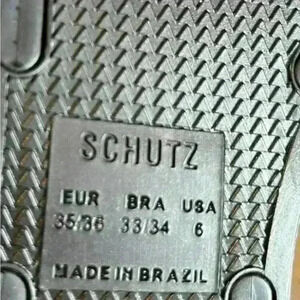 SCHUTZ
EUR BRA USA
35/36 33/34 6
MADE IN BRAZIL